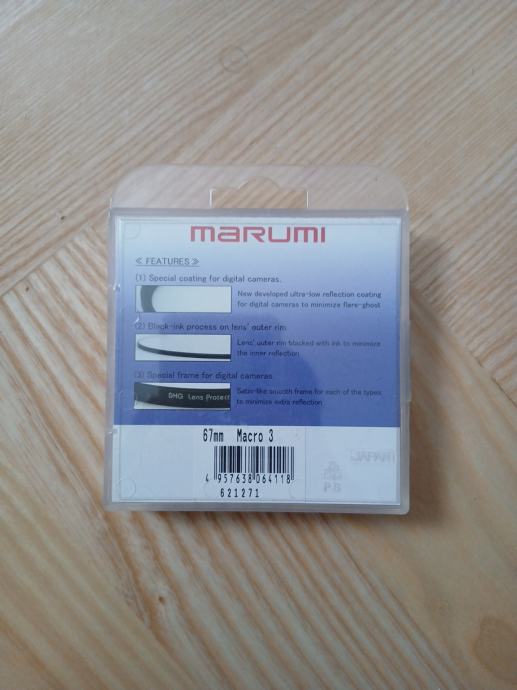 marumi
≪ FEATURES ≫
(1) Special coating for digital cameras.
New developed ultra-low reflection coating
for digital cameras to minimize flare-ghost
(2) Black-ink process on lens' outer rim
Lens' outer rim blacked with ink to minimize
the inner reflection
(3) Special frame for digital cameras
Satin-like smooth frame for each of the types
to minimize extra reflection
DHG Lens Protect
67mm Macro 3
4 957638 064118
621271
JAPAN
PS